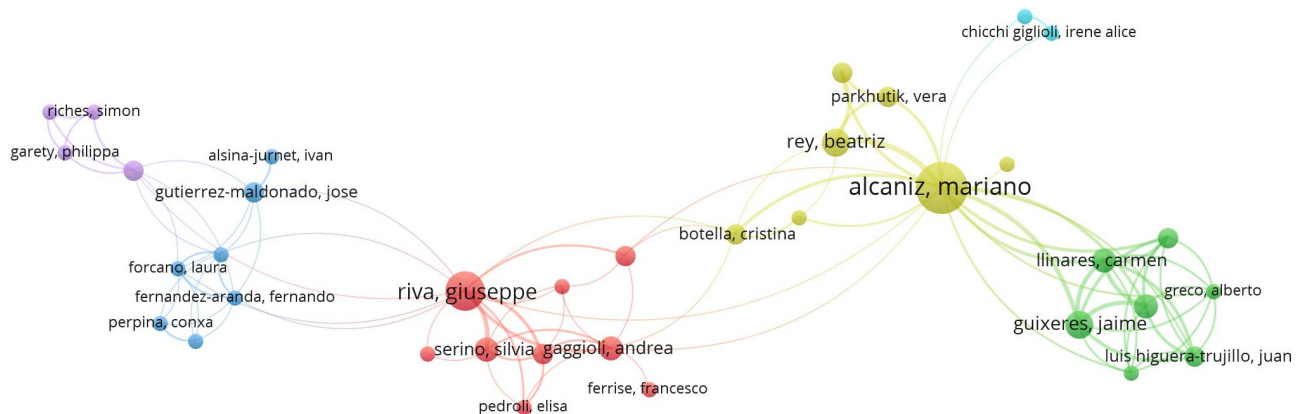 chicchi giglioli, irene alice
parkhutik, vera
riches, simon
rey, beatriz
garety, philippa
alsina-jurnet, ivan
alcaniz, mariano
gutierrez-maldonado, jose
botella, cristina
llinares, carmen
forcano, laura
riva, giuseppe
greco, alberto
fernandez-aranda, fernando
perpina, conxa
guixeres, jaime
serino, silvia
gaggioli, andrea
luis higuera-trujillo, juan
ferrise, francesco
pedroli, elisa